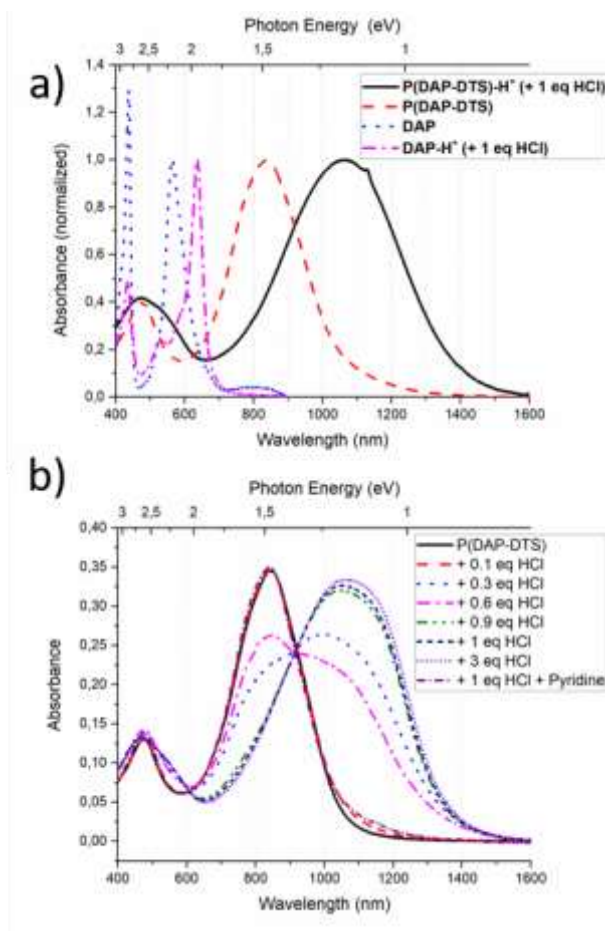 Photon Energy (eV)
3 2,5 2 1,5 1
a)
1,4
1,2
1,0
0,8
0,6
0,4
0,2
0,0
Absorbance (normalized)
P(DAP-DTS)-H⁺ (+ 1 eq HCl)
P(DAP-DTS)
DAP
DAP-H⁺ (+ 1 eq HCl)
400 600 800 1000 1200 1400 1600
Wavelength (nm)
b)
Photon Energy (eV)
3 2,5 2 1,5 1
0,40
0,35
0,30
0,25
0,20
0,15
0,10
0,05
0,00
Absorbance
P(DAP-DTS)
+ 0.1 eq HCl
+ 0.3 eq HCl
+ 0.6 eq HCl
+ 0.9 eq HCl
+ 1 eq HCl
+ 3 eq HCl
+ 1 eq HCl + Pyridine
400 600 800 1000 1200 1400 1600
Wavelength (nm)